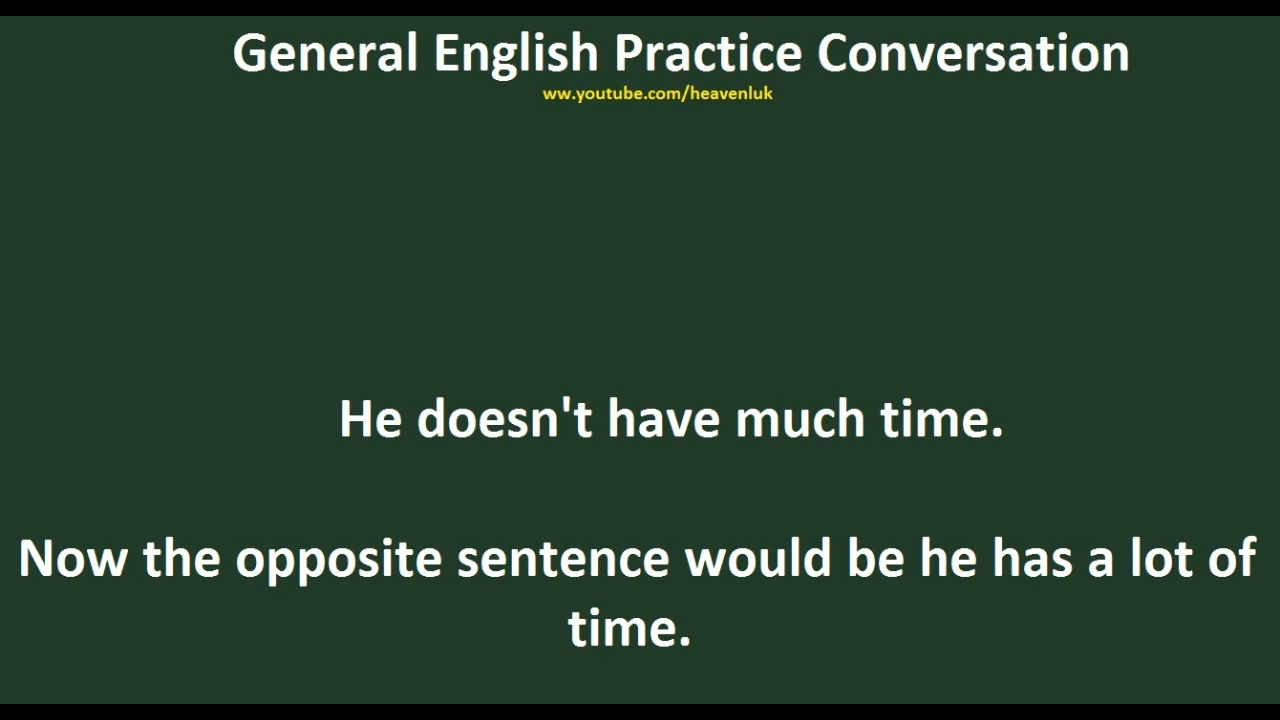 General English Practice Conversation
ww.youtube.com/heavenluk
He doesn't have much time.
Now the opposite sentence would be he has a lot of
time.